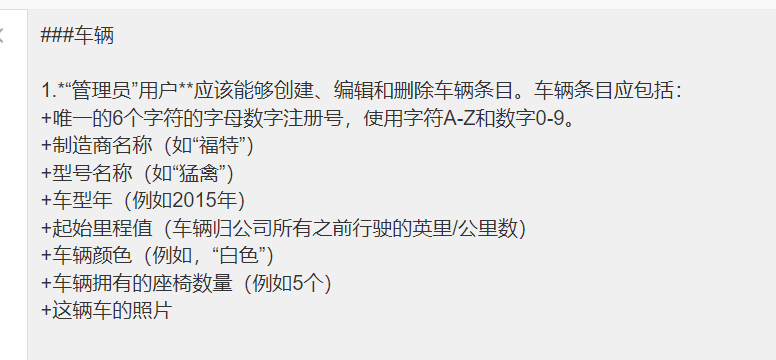 ###车辆
1.*“管理员”用户**应该能够创建、编辑和删除车辆条目。车辆条目应包括：
+唯一的6个字符的字母数字注册号，使用字符A-Z和数字0-9。
+制造商名称（如“福特”）
+型号名称（如“猛禽”）
+车型年（例如2015年）
+起始里程值（车辆归公司所有之前行驶的英里/公里数）
+车辆颜色（例如，“白色”）
+车辆拥有的座椅数量（例如5个）
+这辆车的照片